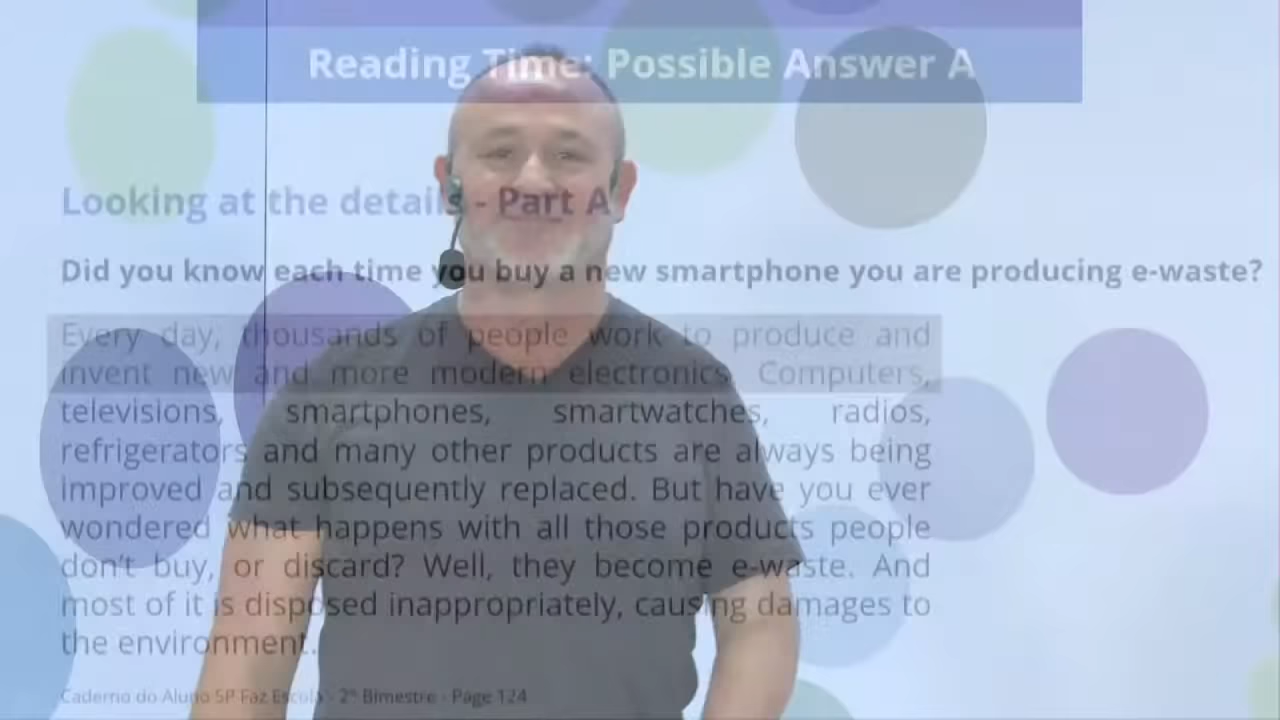 Reading Time: Possible Answer A
Looking at the details - Part A
Did you know each time you buy a new smartphone you are producing e-waste?
Every day, thousands of people work to produce and
invent new and more modern electronics. Computers,
televisions, smartphones, smartwatches, radios,
refrigerators and many other products are always being
improved and subsequently replaced. But have you ever
wondered what happens with all those products people
don't buy, or discard? Well, they become e-waste. And
most of it is disposed inappropriately, causing damages to
the environment.
Caderno do Aluno SP Faz Escola - 2° Bimestre - Page 124